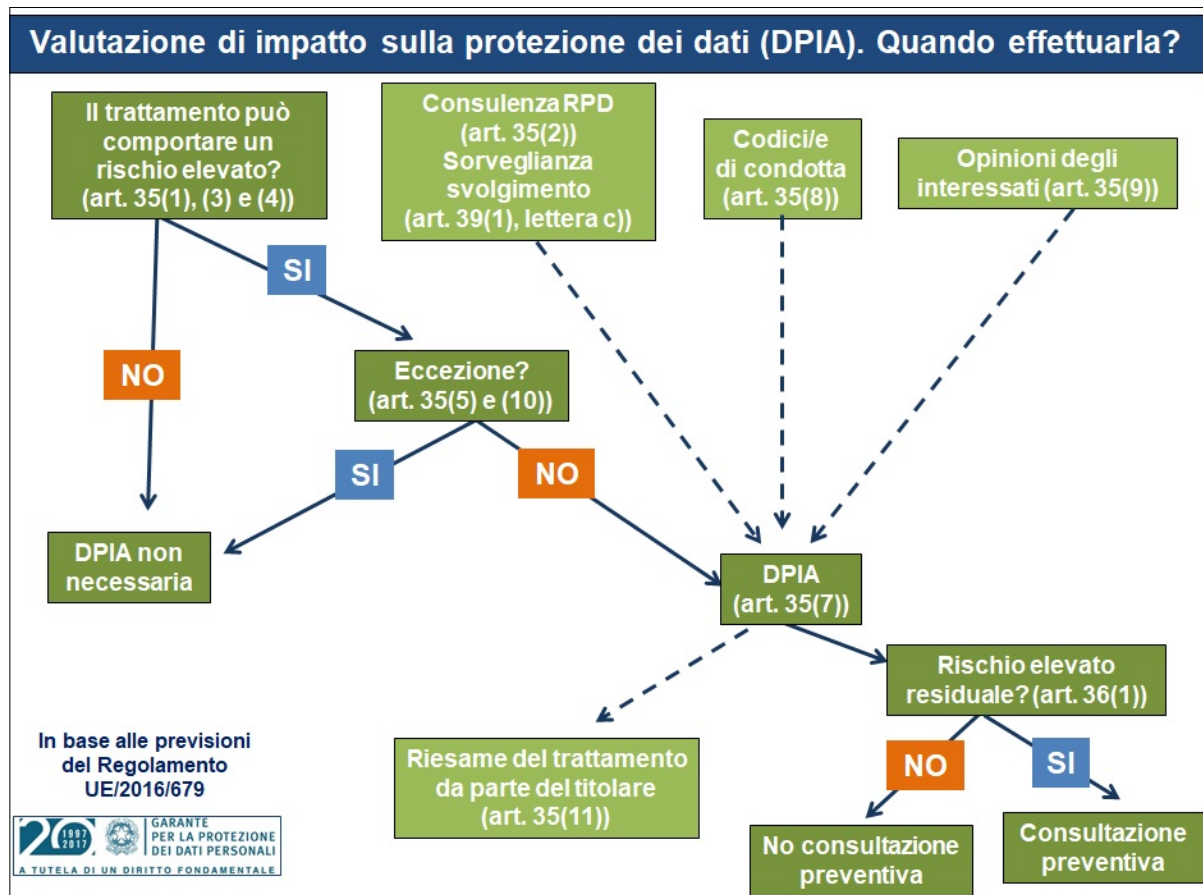 Valutazione di impatto sulla protezione dei dati (DPIA). Quando effettuarla?
Il trattamento può
comportare un
rischio elevato?
(art. 35(1), (3) e (4))
Consulenza RPD
(art. 35(2))
Sorveglianza
svolgimento
(art. 39(1), lettera c))
Codici/e
di condotta
(art. 35(8))
Opinioni degli
interessati (art. 35(9))
SI
NO
Eccezione?
(art. 35(5) e (10))
SI
NO
DPIA non
necessaria
DPIA
(art. 35(7))
Rischio elevato
residuale? (art. 36(1))
In base alle previsioni
del Regolamento
UE/2016/679
Riesame del trattamento
da parte del titolare
(art. 35(11))
NO
SI
No consultazione
preventiva
Consultazione
preventiva
20
1997
2017
GARANTE
PER LA PROTEZIONE
DEI DATI PERSONALI
A TUTELA DI UN DIRITTO FONDAMENTALE